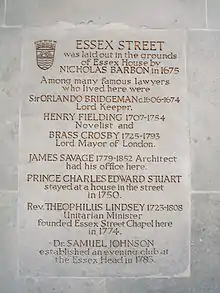 ESSEX STREET
was laid out in the grounds
of Essex House by
NICHOLAS BARBON in 1675
Among many famous lawyers
who lived here were
Sir ORLANDO BRIDGEMAN c.1606-1674
Lord Keeper.
HENRY FIELDING 1707-1754
Novelist and
BRASS CROSBY 1725-1793
Lord Mayor of London.
JAMES SAVAGE 1779-1852 Architect
had his office here.
PRINCE CHARLES EDWARD STUART
stayed at a house in the street
in 1750.
Rev. THEOPHILUS LINDSEY 1723-1808
Unitarian Minister
founded Essex Street Chapel here
in 1774.
Dr. SAMUEL JOHNSON
established an evening club at
the Essex Head in 1783.